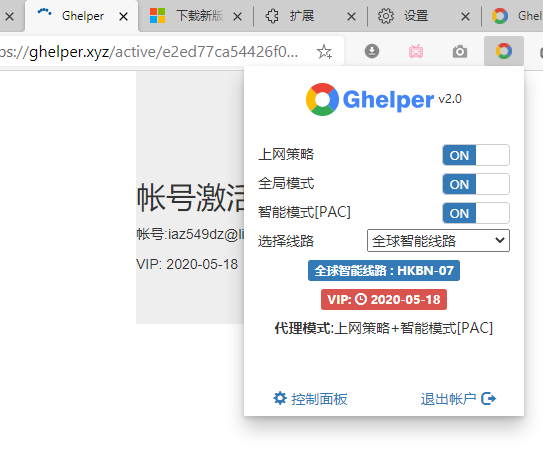 Ghelper
下载新版
扩展
设置
Ghelper
ps://ghelper.xyz/active/e2ed77ca54426f0...
Ghelper v2.0
上网策略 ON
全局模式 ON
智能模式[PAC] ON
选择线路 全球智能线路
全球智能线路 : HKBN-07
VIP: 2020-05-18
代理模式:上网策略+智能模式[PAC]
控制面板 退出帐户
帐号激活
帐号:iaz549dz@li
VIP: 2020-05-18